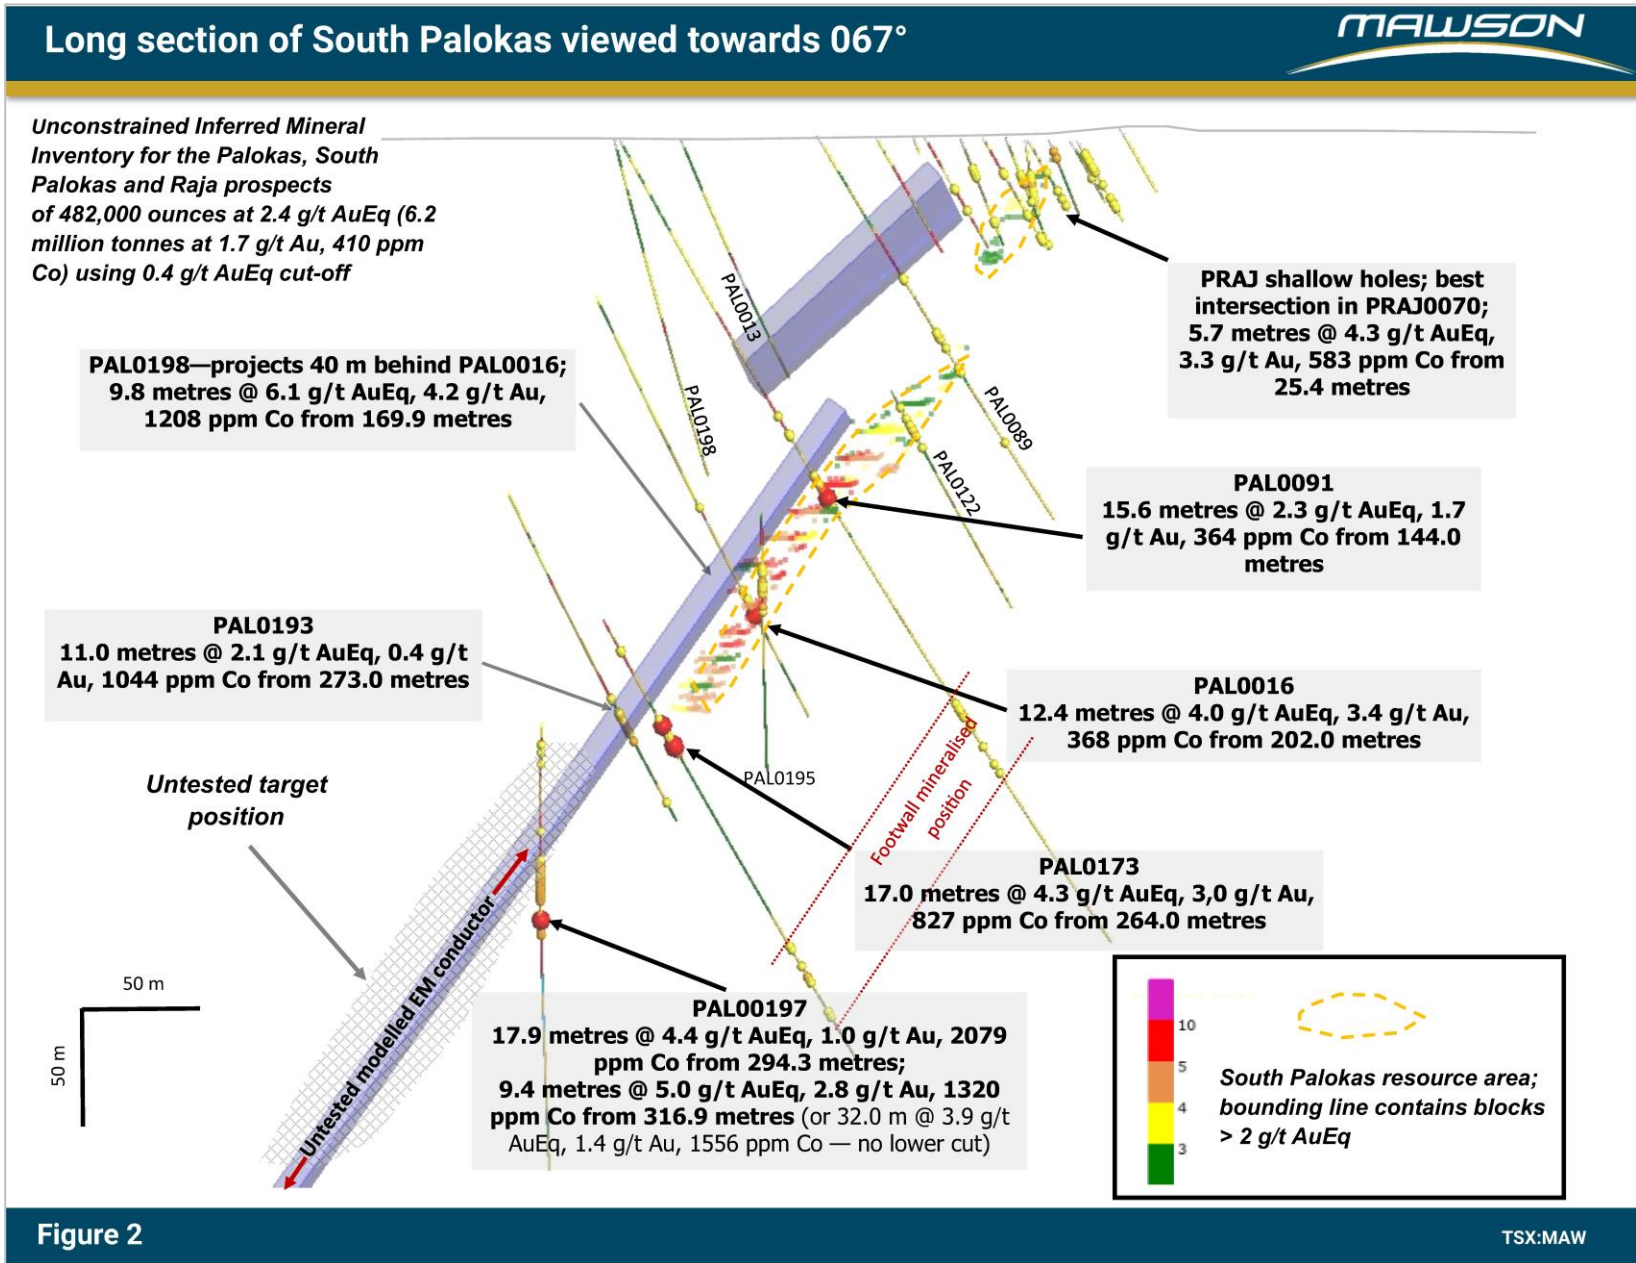 Long section of South Palokas viewed towards 067°
MAWSON
Unconstrained Inferred Mineral
Inventory for the Palokas, South
Palokas and Raja prospects
of 482,000 ounces at 2.4 g/t AuEq (6.2
million tonnes at 1.7 g/t Au, 410 ppm
Co) using 0.4 g/t AuEq cut-off
PAL0013
PAL0198
PAL0089
PAL0122
PRAJ shallow holes; best
intersection in PRAJ0070;
5.7 metres @ 4.3 g/t AuEq,
3.3 g/t Au, 583 ppm Co from
25.4 metres
PAL0198—projects 40 m behind PAL0016;
9.8 metres @ 6.1 g/t AuEq, 4.2 g/t Au,
1208 ppm Co from 169.9 metres
PAL0091
15.6 metres @ 2.3 g/t AuEq, 1.7
g/t Au, 364 ppm Co from 144.0
metres
PAL0193
11.0 metres @ 2.1 g/t AuEq, 0.4 g/t
Au, 1044 ppm Co from 273.0 metres
PAL0016
12.4 metres @ 4.0 g/t AuEq, 3.4 g/t Au,
368 ppm Co from 202.0 metres
PAL0195
Untested target
position
Footwall mineralised
position
PAL0173
17.0 metres @ 4.3 g/t AuEq, 3,0 g/t Au,
827 ppm Co from 264.0 metres
Untested modelled EM conductor
50 m
50 m
PAL00197
17.9 metres @ 4.4 g/t AuEq, 1.0 g/t Au, 2079
ppm Co from 294.3 metres;
9.4 metres @ 5.0 g/t AuEq, 2.8 g/t Au, 1320
ppm Co from 316.9 metres (or 32.0 m @ 3.9 g/t
AuEq, 1.4 g/t Au, 1556 ppm Co — no lower cut)
10
5
4
3
South Palokas resource area;
bounding line contains blocks
> 2 g/t AuEq
Figure 2
TSX:MAW